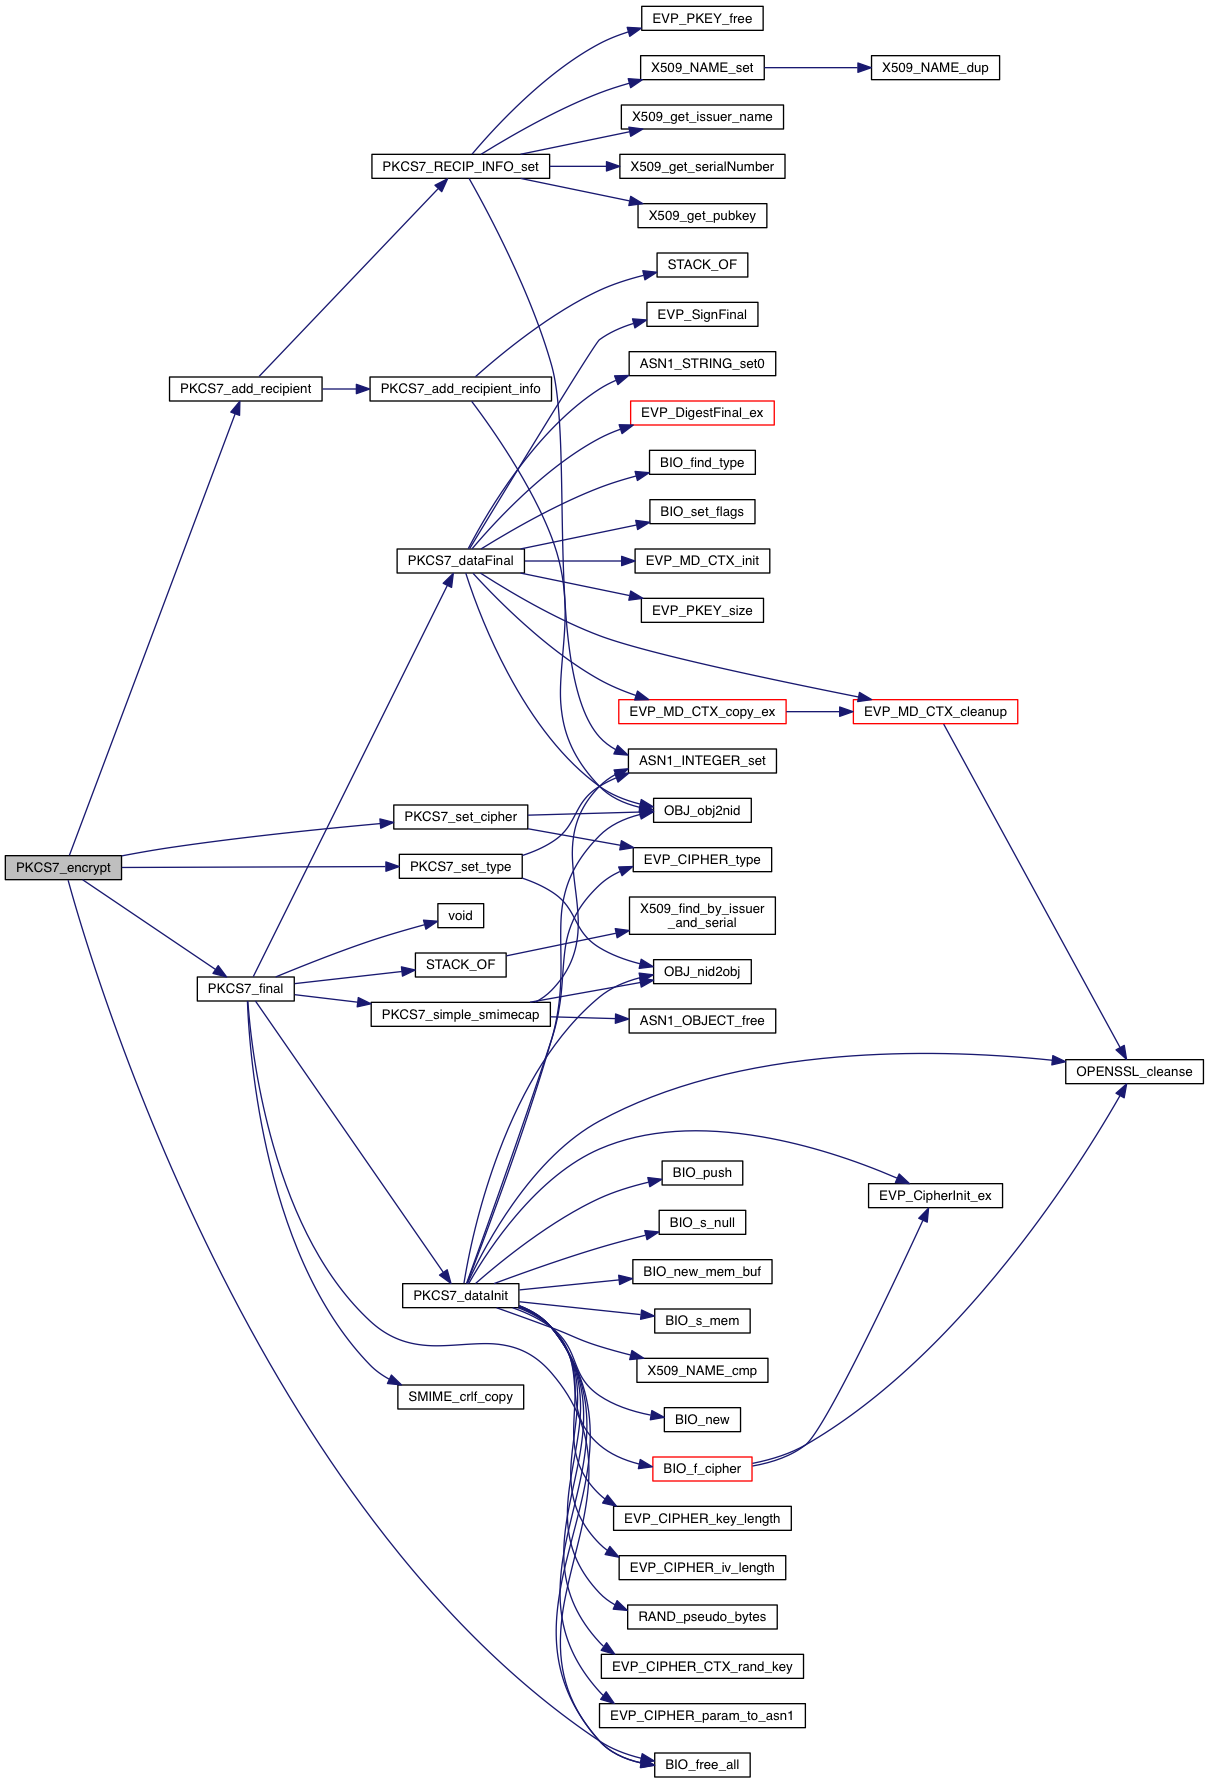 EVP_PKEY_free
X509_NAME_set
X509_NAME_dup
X509_get_issuer_name
PKCS7_RECIP_INFO_set
X509_get_serialNumber
X509_get_pubkey
STACK_OF
EVP_SignFinal
ASN1_STRING_set0
PKCS7_add_recipient
PKCS7_add_recipient_info
EVP_DigestFinal_ex
BIO_find_type
BIO_set_flags
PKCS7_dataFinal
EVP_MD_CTX_init
EVP_PKEY_size
EVP_MD_CTX_copy_ex
EVP_MD_CTX_cleanup
ASN1_INTEGER_set
OBJ_obj2nid
PKCS7_set_cipher
EVP_CIPHER_type
PKCS7_encrypt
PKCS7_set_type
X509_find_by_issuer
_and_serial
void
STACK_OF
OBJ_nid2obj
PKCS7_final
PKCS7_simple_smimecap
ASN1_OBJECT_free
OPENSSL_cleanse
BIO_push
EVP_CipherInit_ex
BIO_s_null
BIO_new_mem_buf
PKCS7_dataInit
BIO_s_mem
X509_NAME_cmp
SMIME_crlf_copy
BIO_new
BIO_f_cipher
EVP_CIPHER_key_length
EVP_CIPHER_iv_length
RAND_pseudo_bytes
EVP_CIPHER_CTX_rand_key
EVP_CIPHER_param_to_asn1
BIO_free_all